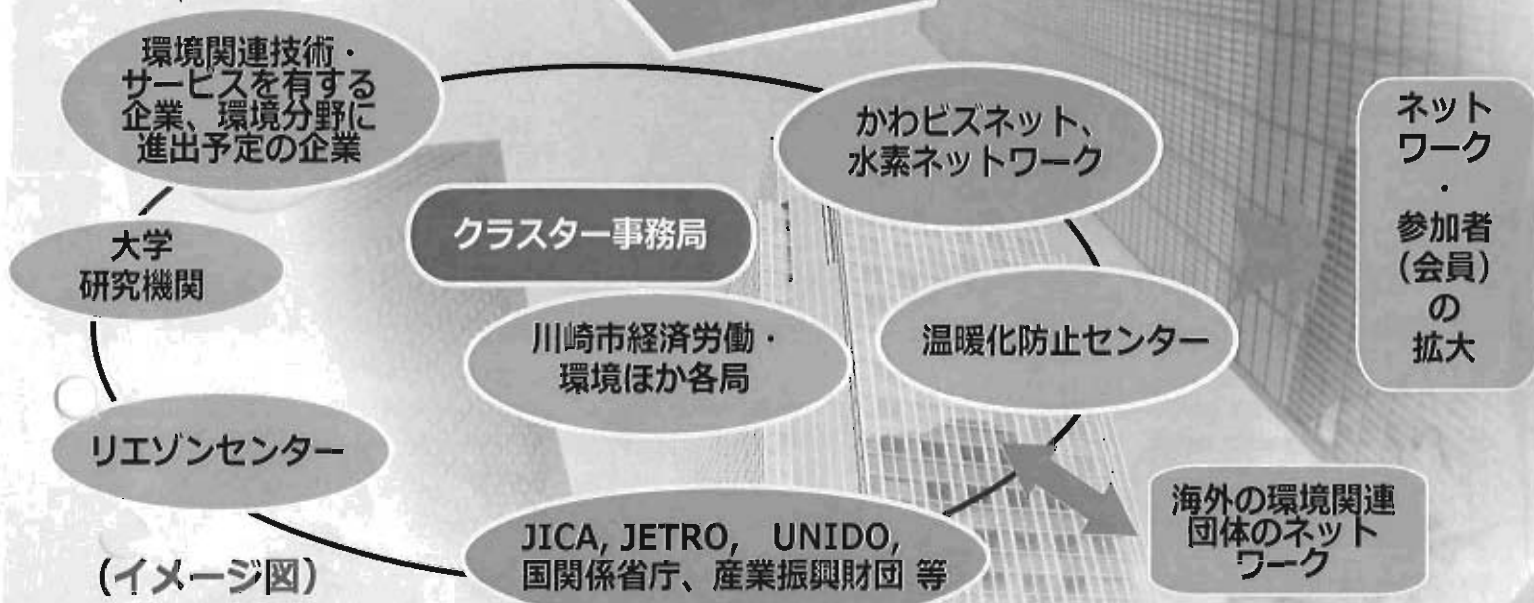 環境関連技術・
サービスを有する
企業、環境分野に
進出予定の企業
かわビズネット、
水素ネットワーク
ネット
ワーク
・
参加者
(会員)
の
拡大
クラスター事務局
大学
研究機関
川崎市経済労働・
環境ほか各局
温暖化防止センター
リエゾンセンター
JICA, JETRO, UNIDO,
国関係省庁、産業振興財団 等
海外の環境関連
団体のネット
ワーク
(イメージ図)